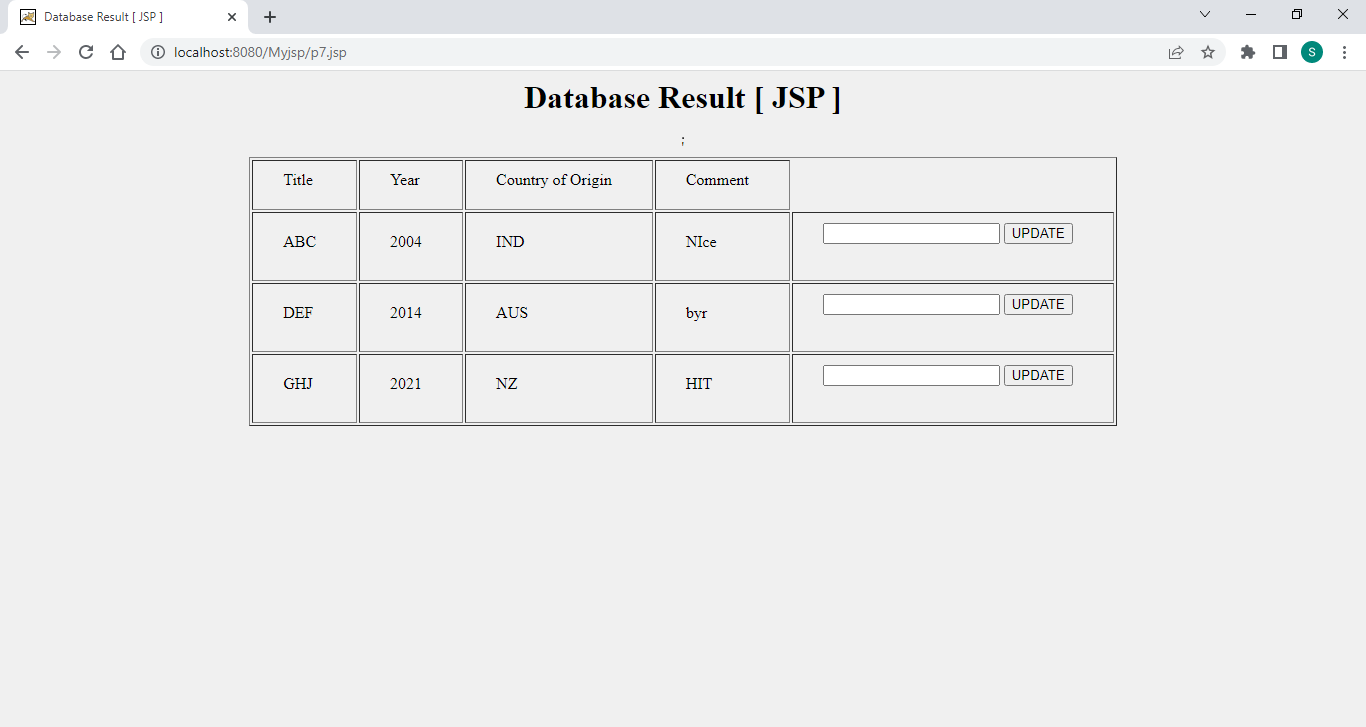 Database Result [ JSP ]
localhost:8080/Myjsp/p7.jsp
S
Database Result [ JSP ]
;
Title Year Country of Origin Comment
ABC 2004 IND NIce UPDATE
DEF 2014 AUS byr UPDATE
GHJ 2021 NZ HIT UPDATE